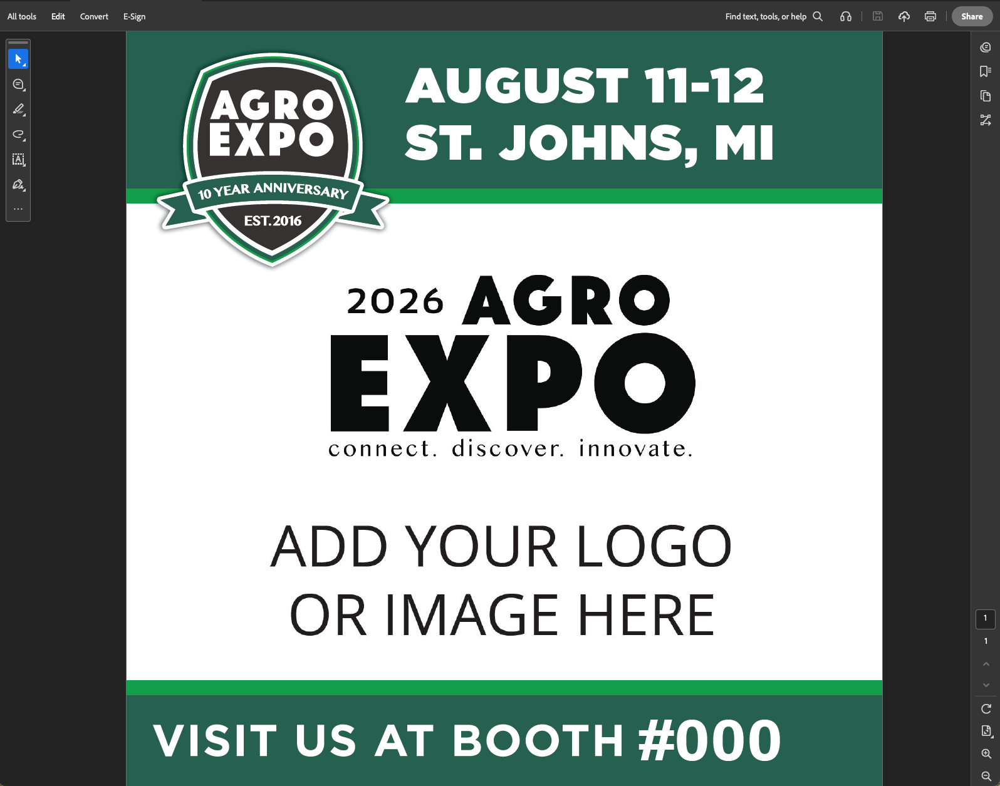 All tools Edit Convert E-Sign Find text, tools, or help Share
AGRO
EXPO
10 YEAR ANNIVERSARY
EST. 2016
AUGUST 11-12
ST. JOHNS, MI
2026 AGRO
EXPO
connect. discover. innovate.
ADD YOUR LOGO
OR IMAGE HERE
1
1
VISIT US AT BOOTH #000